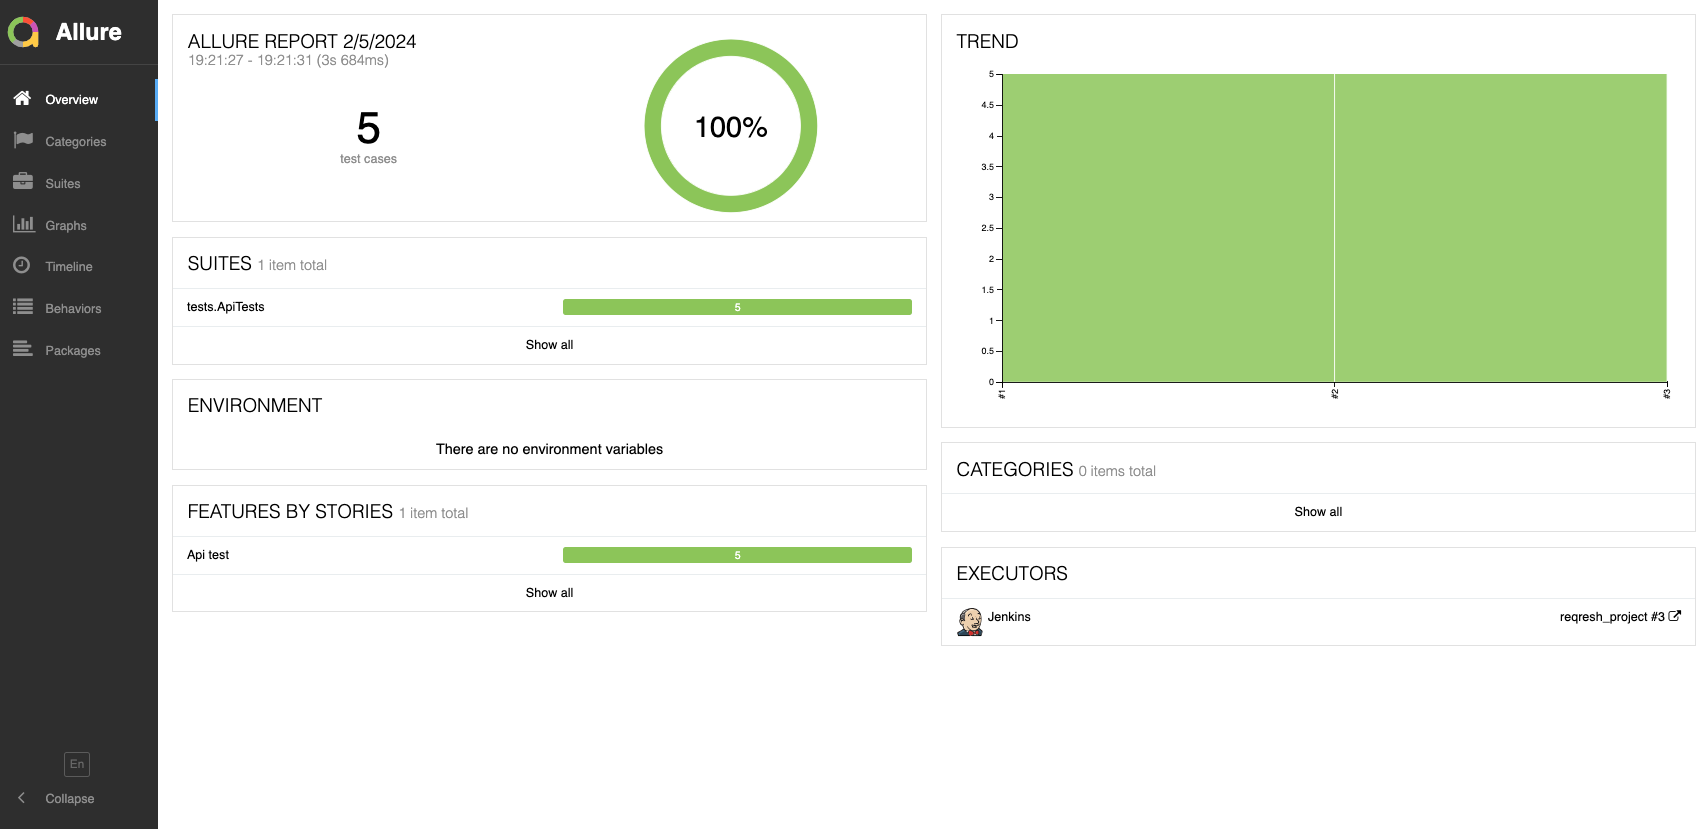 Allure
Overview
Categories
Suites
Graphs
Timeline
Behaviors
Packages
En
Collapse
ALLURE REPORT 2/5/2024
19:21:27 - 19:21:31 (3s 684ms)
5
test cases
100%
SUITES 1 item total
tests.ApiTests 5
Show all
ENVIRONMENT
There are no environment variables
FEATURES BY STORIES 1 item total
Api test 5
Show all
TREND
5
4.5
4
3.5
3
2.5
2
1.5
1
0.5
0
#1 #2 #3
CATEGORIES 0 items total
Show all
EXECUTORS
Jenkins reqresh_project #3